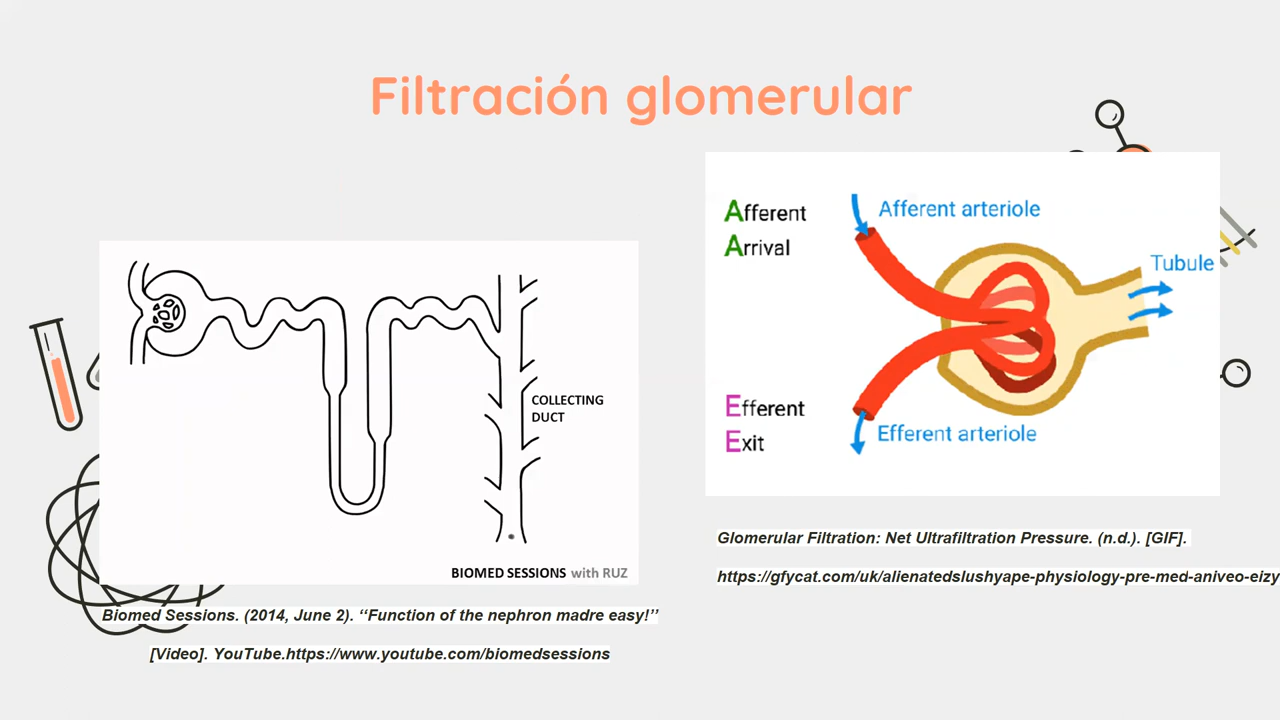 Filtración glomerular
COLLECTING
DUCT
BIOMED SESSIONS with RUZ
Biomed Sessions. (2014, June 2). ‘‘Function of the nephron madre easy!’’
[Video]. YouTube.https://www.youtube.com/biomedsessions
Afferent
Arrival
Afferent arteriole
Tubule
Efferent
Exit
Efferent arteriole
Glomerular Filtration: Net Ultrafiltration Pressure. (n.d.). [GIF].
https://gfycat.com/uk/alienatedslushyape-physiology-pre-med-aniveo-eizy